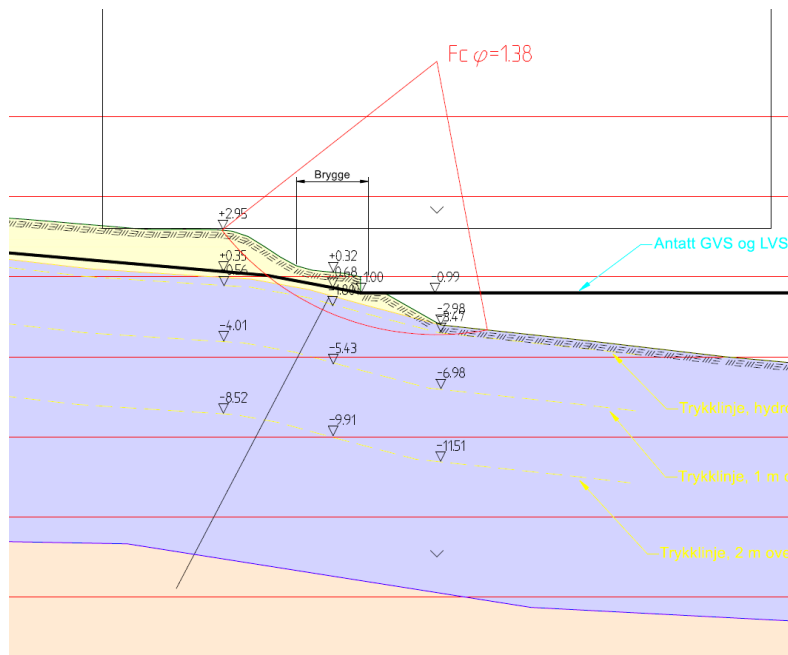 Fc φ=1.38
Brygge
+2.95
+0.35
-0.56
+0.32
-0.68
-1.00
-0.99
Antatt GVS og LVS
-2.98
-3.47
-4.01
-5.43
-6.98
-8.52
-9.91
-11.51
Trykklinje, hydro
Trykklinje, 1 m o
Trykklinje, 2 m ove